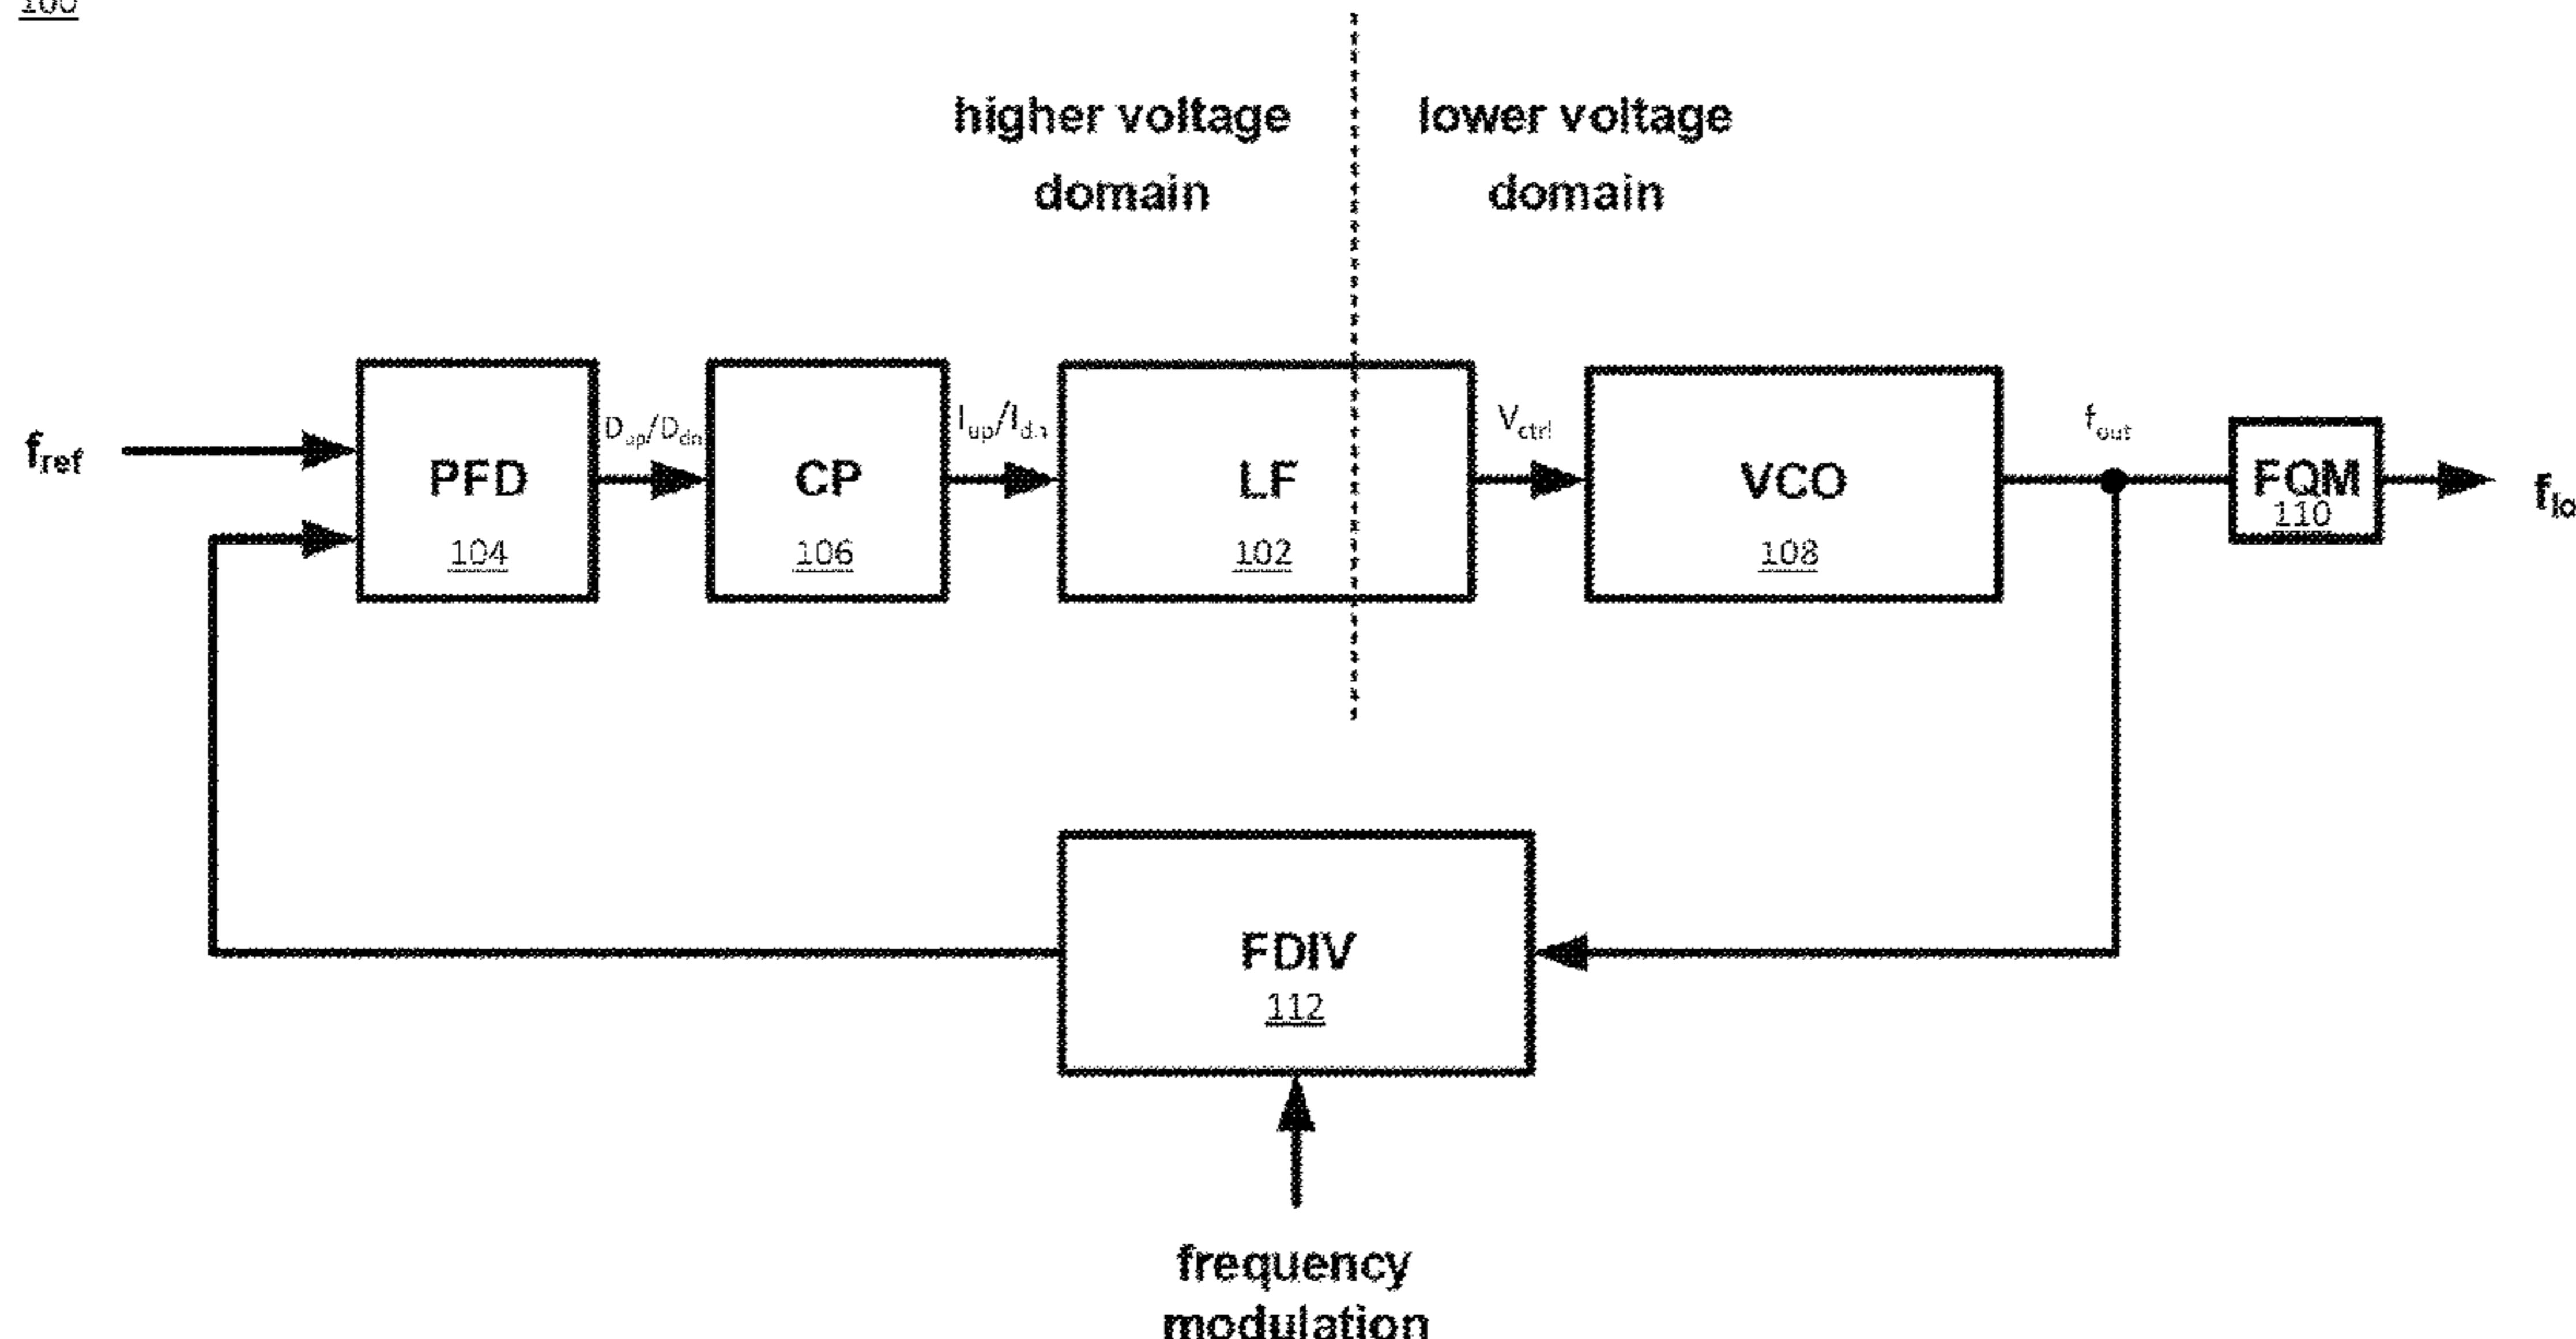 100
higher voltage
domain
lower voltage
domain
f_ref
PFD
104
D_up/D_dn
CP
106
I_up/I_dn
LF
102
V_ctrl
VCO
108
f_out
FQM
110
f_lo
FDIV
112
frequency
modulation